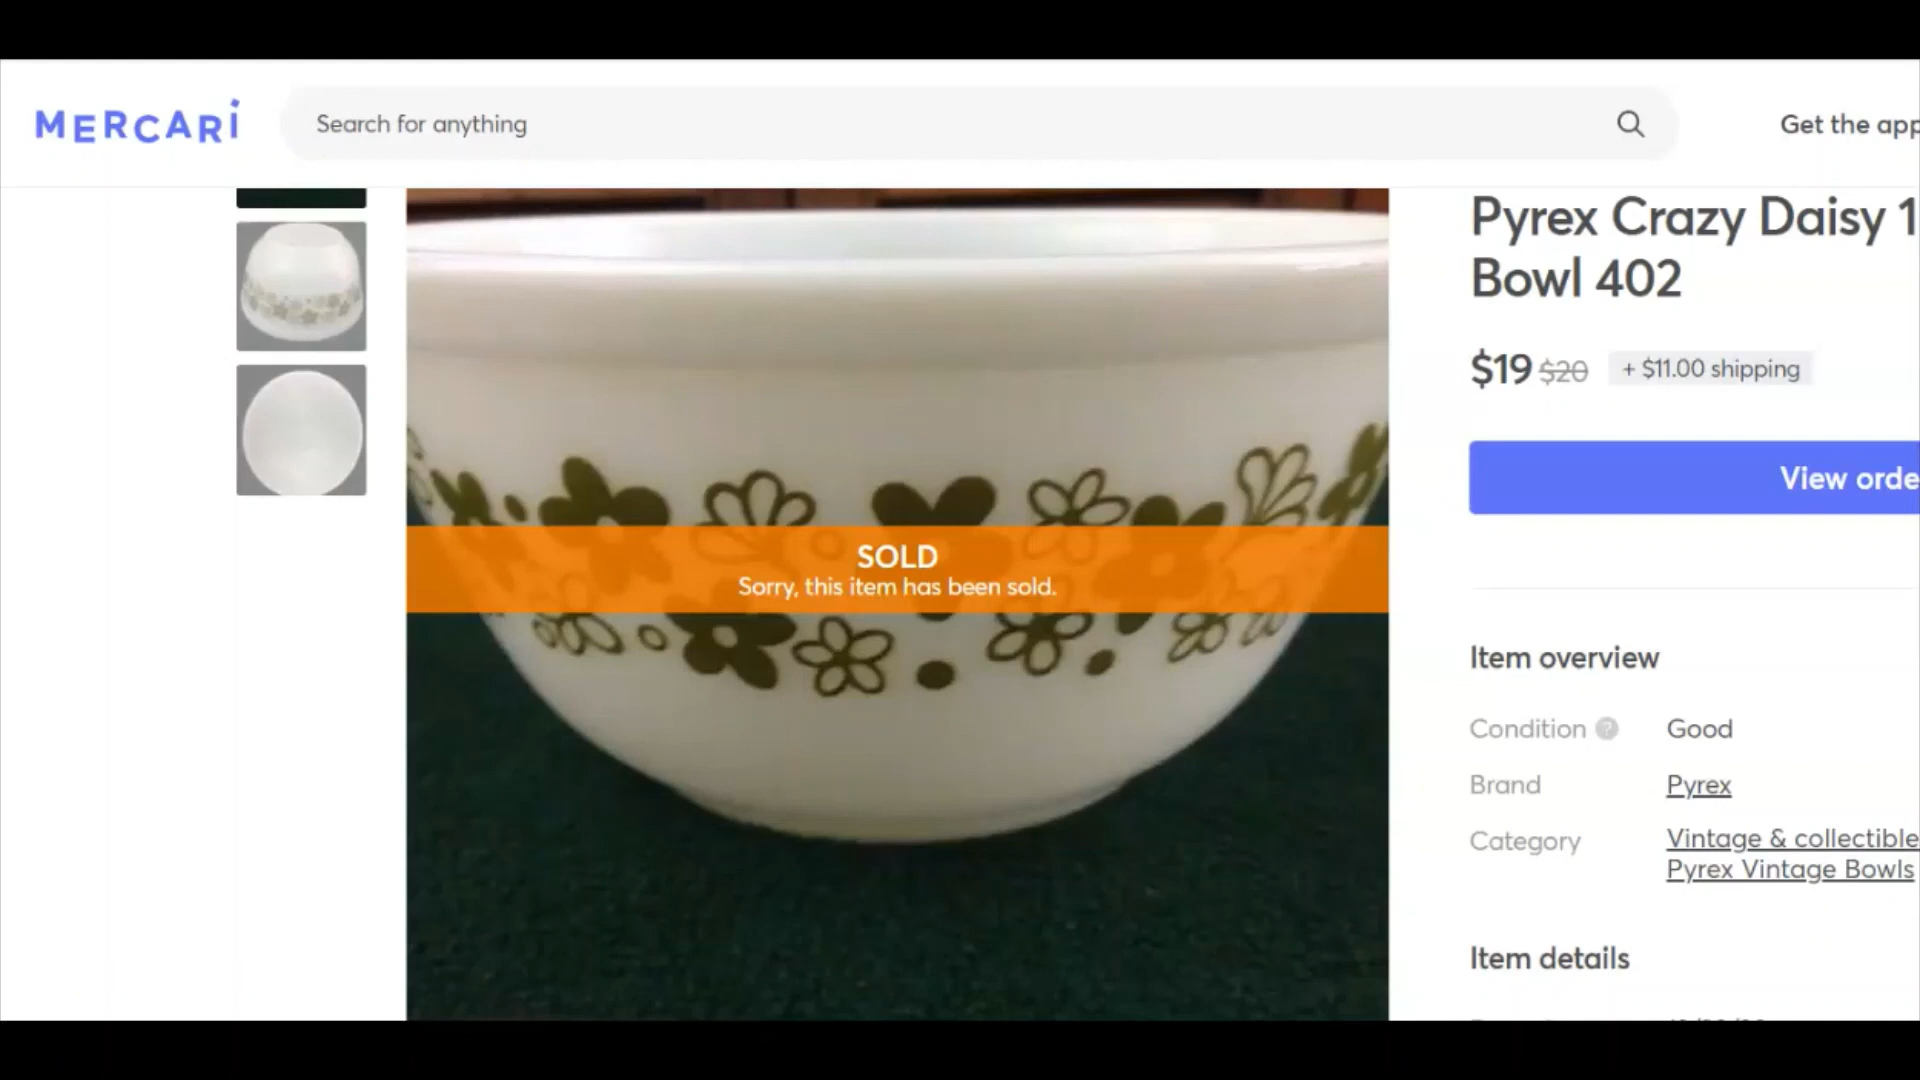 MERCARI
Search for anything
Get the app
Pyrex Crazy Daisy 1
Bowl 402
$19 $20 + $11.00 shipping
View orde
SOLD
Sorry, this item has been sold.
Item overview
Condition ? Good
Brand Pyrex
Category Vintage & collectible
Pyrex Vintage Bowls
Item details